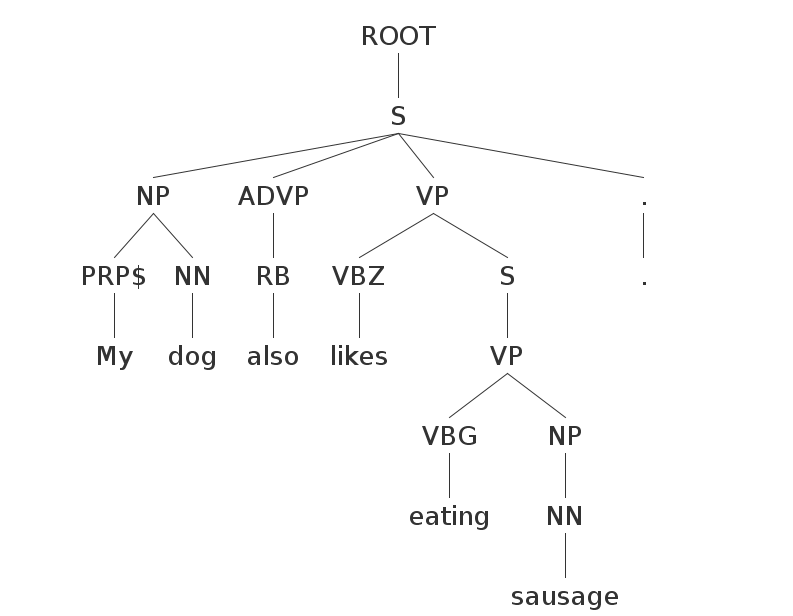 ROOT
S
NP ADVP VP .
PRP$ NN RB VBZ S .
My dog also likes VP
VBG NP
eating NN
sausage